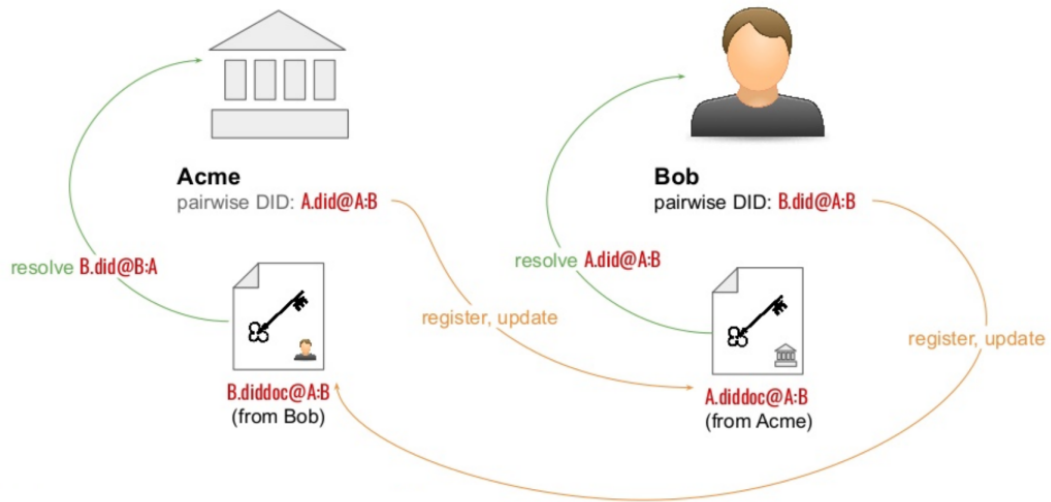 Acme
pairwise DID: A.did@A:B
Bob
pairwise DID: B.did@A:B
resolve B.did@B:A
resolve A.did@A:B
register, update
register, update
B.diddoc@A:B
(from Bob)
A.diddoc@A:B
(from Acme)